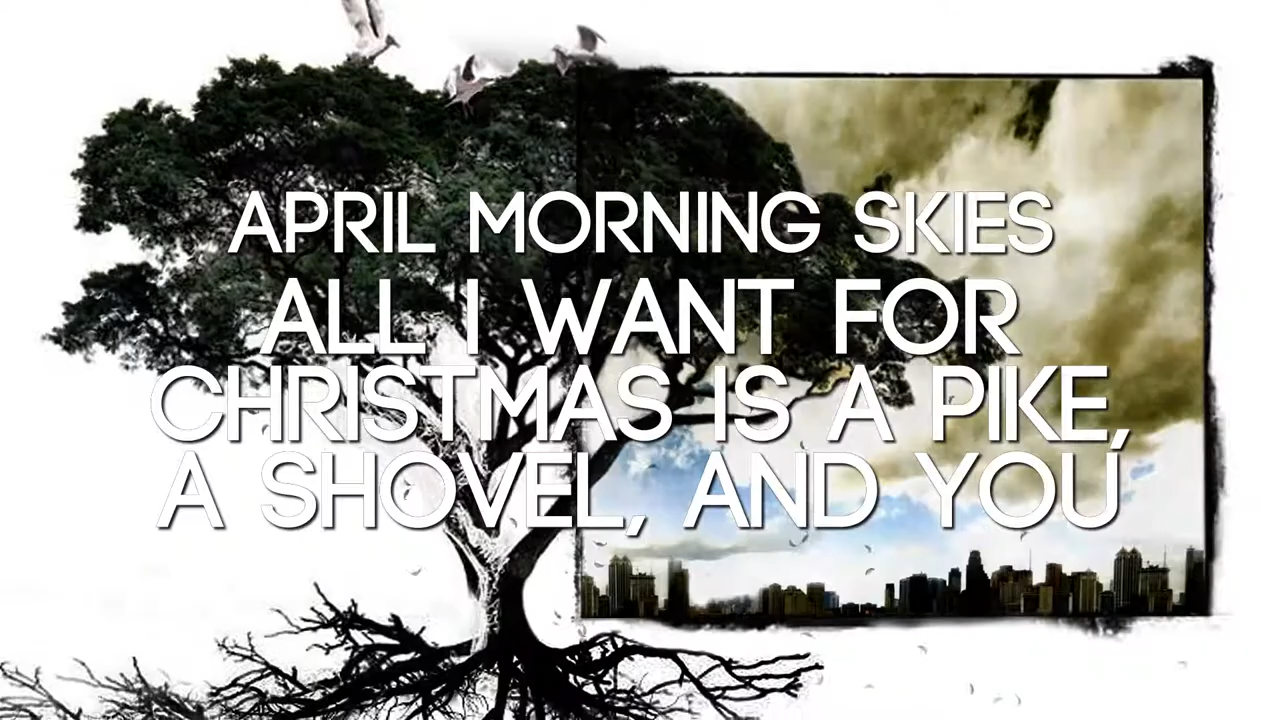 APRIL MORNING SKIES
ALL I WANT FOR
CHRISTMAS IS A PIKE,
A SHOVEL, AND YOU